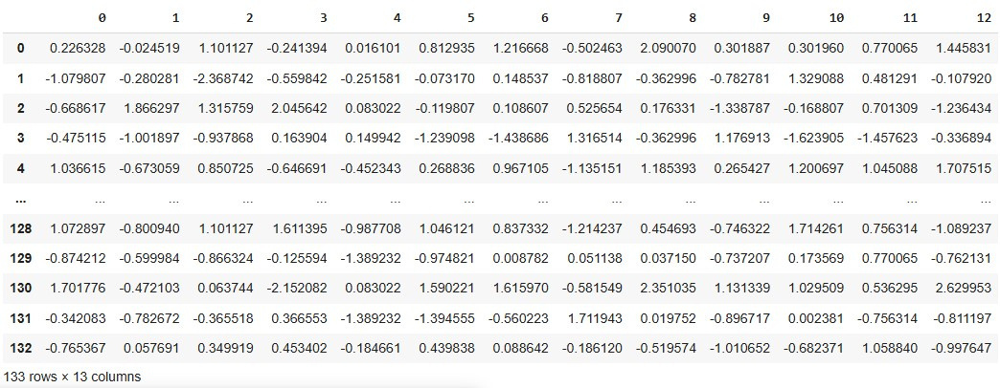 0 1 2 3 4 5 6 7 8 9 10 11 12
0 0.226328 -0.024519 1.101127 -0.241394 0.016101 0.812935 1.216668 -0.502463 2.090070 0.301887 0.301960 0.770065 1.445831
1 -1.079807 -0.280281 -2.368742 -0.559842 -0.251581 -0.073170 0.148537 -0.818807 -0.362996 -0.782781 1.329088 0.481291 -0.107920
2 -0.668617 1.866297 1.315759 2.045642 0.083022 -0.119807 0.108607 0.525654 0.176331 -1.338787 -0.168807 0.701309 -1.236434
3 -0.475115 -1.001897 -0.937868 0.163904 0.149942 -1.239098 -1.438686 1.316514 -0.362996 1.176913 -1.623905 -1.457623 -0.336894
4 1.036615 -0.673059 0.850725 -0.646691 -0.452343 0.268836 0.967105 -1.135151 1.185393 0.265427 1.200697 1.045088 1.707515
... ... ... ... ... ... ... ... ... ... ... ... ... ...
128 1.072897 -0.800940 1.101127 1.611395 -0.987708 1.046121 0.837332 -1.214237 0.454693 -0.746322 1.714261 0.756314 -1.089237
129 -0.874212 -0.599984 -0.866324 -0.125594 -1.389232 -0.974821 0.008782 0.051138 0.037150 -0.737207 0.173569 0.770065 -0.762131
130 1.701776 -0.472103 0.063744 -2.152082 0.083022 1.590221 1.615970 -0.581549 2.351035 1.131339 1.029509 0.536295 2.629953
131 -0.342083 -0.782672 -0.365518 0.366553 -1.389232 -1.394555 -0.560223 1.711943 0.019752 -0.896717 0.002381 -0.756314 -0.811197
132 -0.765367 0.057691 0.349919 0.453402 -0.184661 0.439838 0.088642 -0.186120 -0.519574 -1.010652 -0.682371 1.058840 -0.997647
133 rows × 13 columns